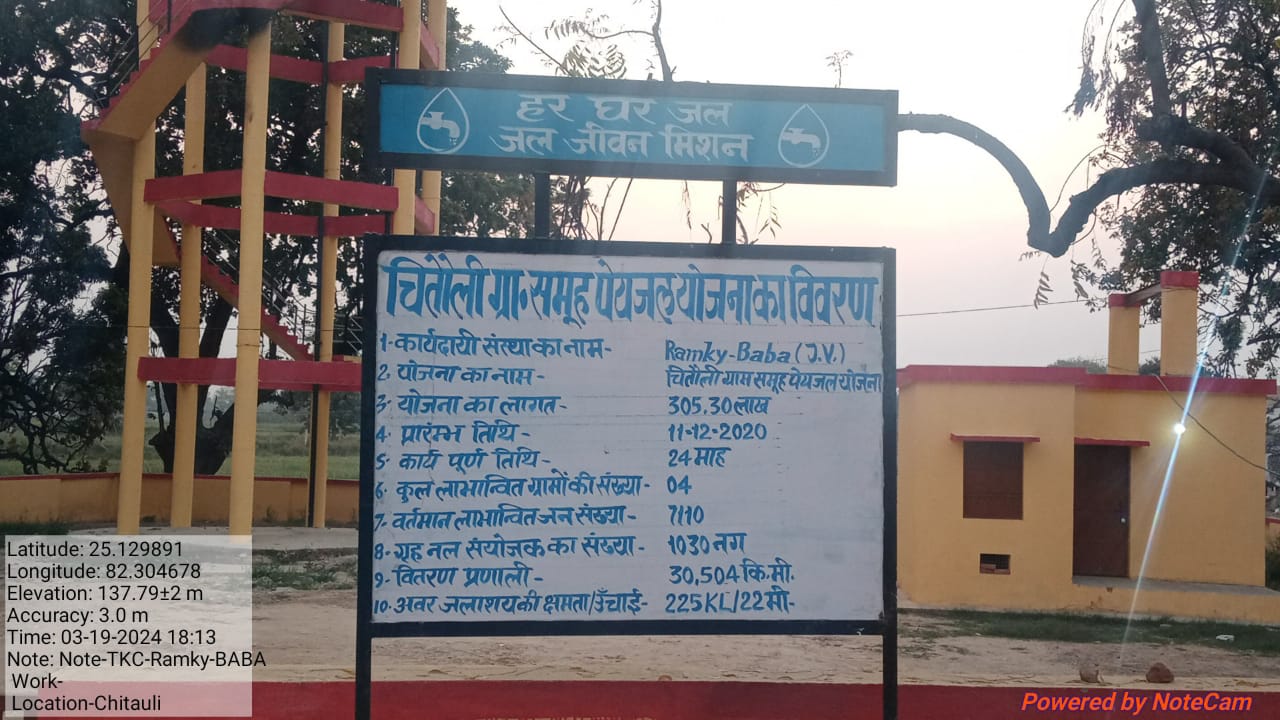 हर घर जल
जल जीवन मिशन
चितौली ग्रा॰समूह पेयजल योजना का विवरण
1- कार्यदायी संस्था का नाम- Ramky-Baba (J.V.)
2. योजना का नाम - चितौली ग्राम समूह पेयजल योजना
3- योजना का लागत- 305.30 लाख
4. प्रारम्भ तिथि- 11-12-2020
5- कार्य पूर्ण तिथि - 24 माह
6- कुल लाभान्वित ग्रामों की संख्या- 04
7- वर्तमान लाभान्वित जन संख्या- 7110
8- गृह नल संयोजक का संख्या- 1030 नग
9- वितरण प्रणाली - 30,504 कि.मी.
10- अवर जलाशय की क्षमता/ऊँचाई- 225KL/22 मी-
Latitude: 25.129891
Longitude: 82.304678
Elevation: 137.79±2 m
Accuracy: 3.0 m
Time: 03-19-2024 18:13
Note: Note-TKC-Ramky-BABA
Work-
Location-Chitauli
Powered by NoteCam